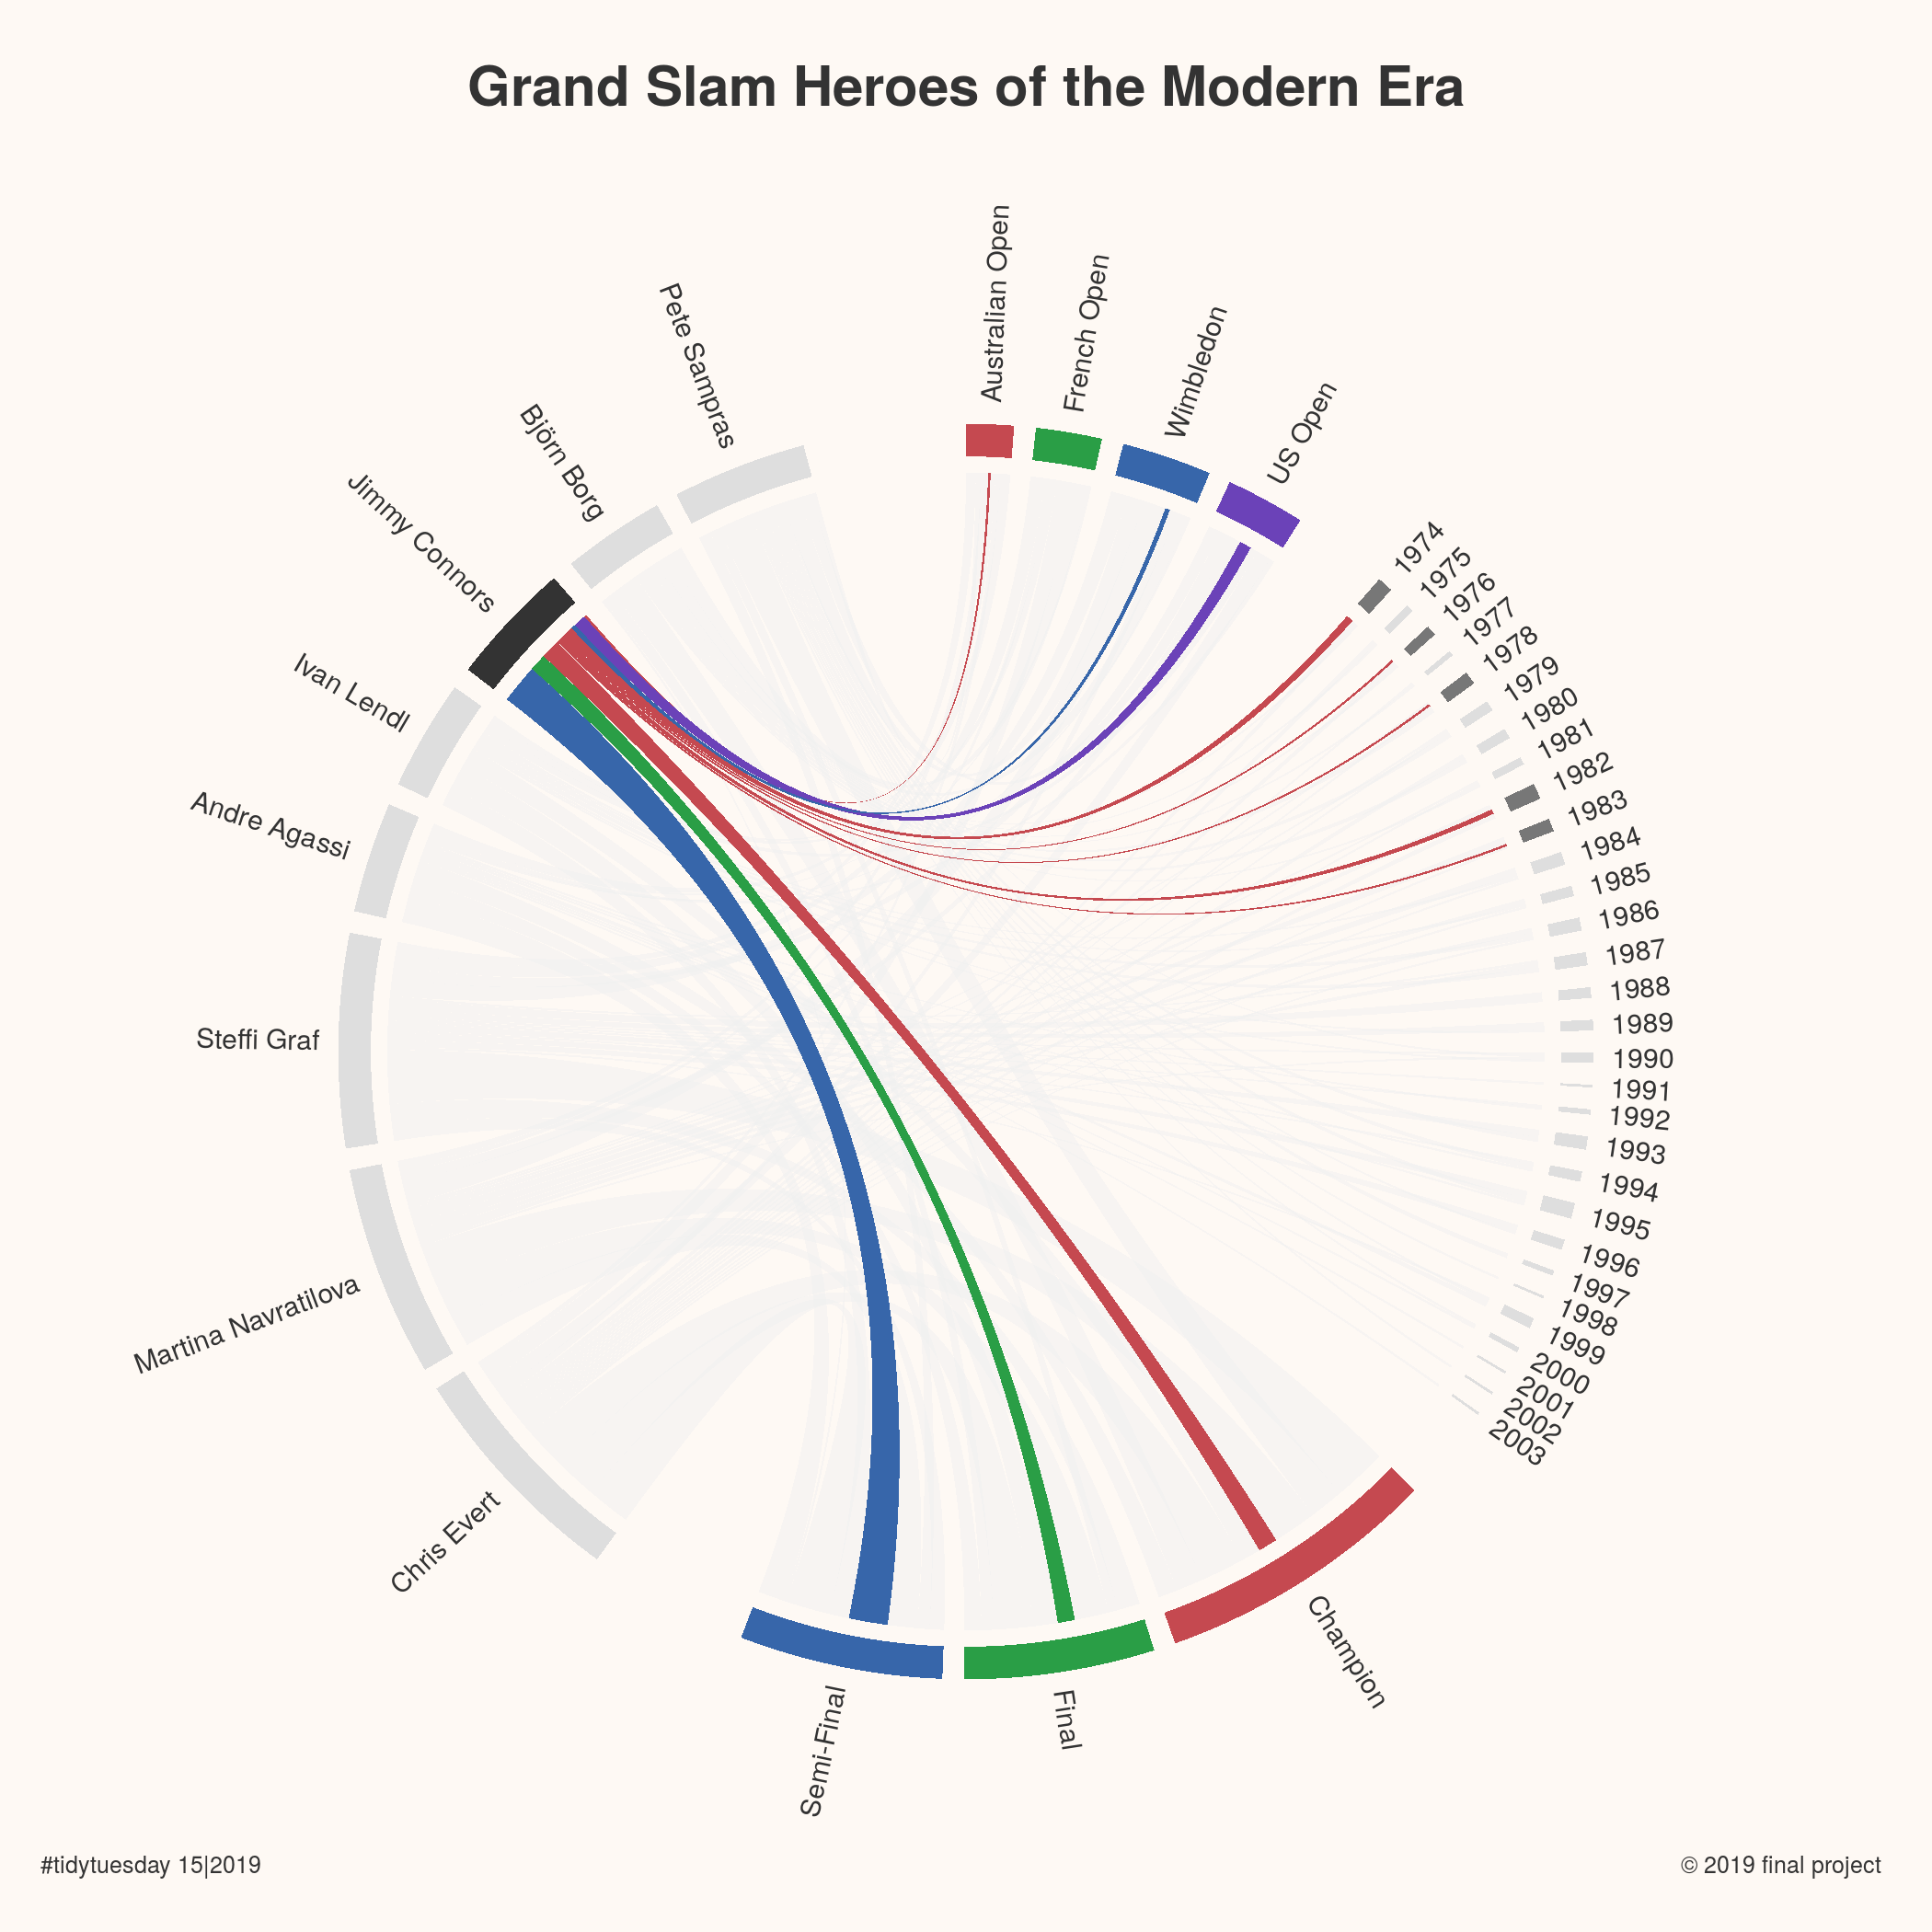 Grand Slam Heroes of the Modern Era
Australian Open
French Open
Wimbledon
US Open
1974
1975
1976
1977
1978
1979
1980
1981
1982
1983
1984
1985
1986
1987
1988
1989
1990
1991
1992
1993
1994
1995
1996
1997
1998
1999
2000
2001
2002
2003
Champion
Final
Semi-Final
Chris Evert
Martina Navratilova
Steffi Graf
Andre Agassi
Ivan Lendl
Jimmy Connors
Björn Borg
Pete Sampras
#tidytuesday 15|2019
© 2019 final project